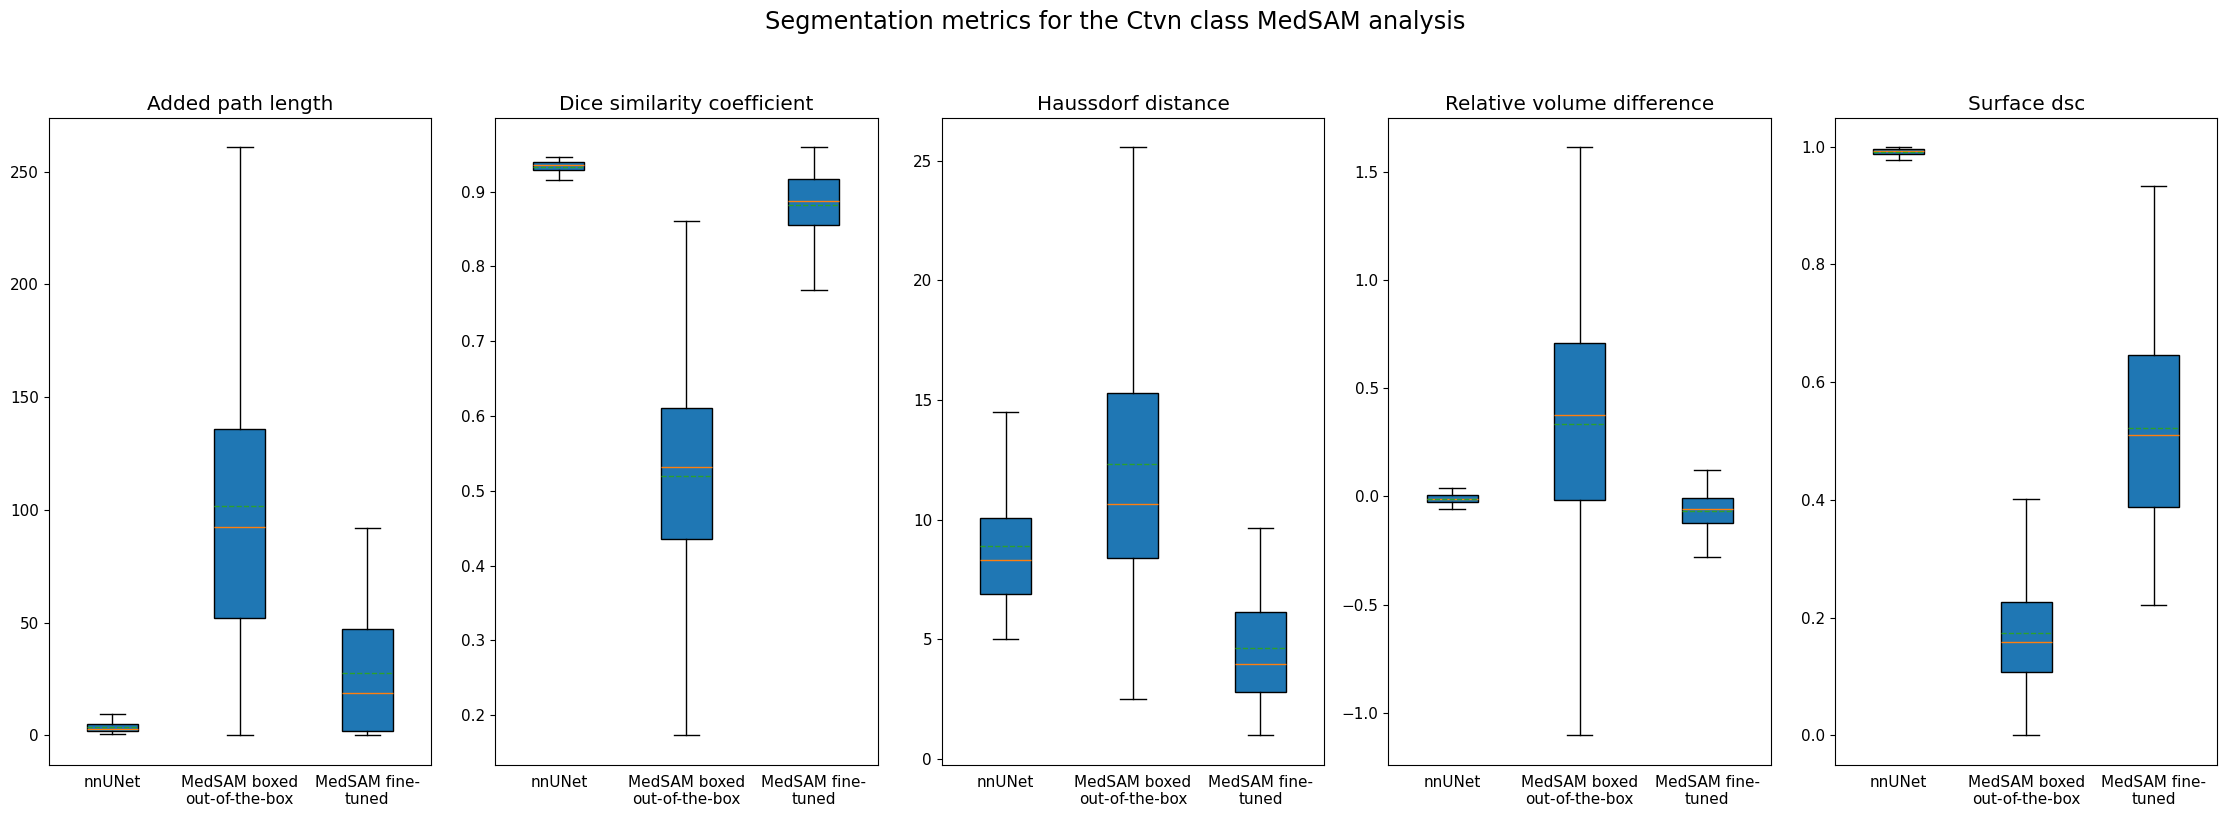 Segmentation metrics for the Ctvn class MedSAM analysis
Added path length
250
200
150
100
50
0
nnUNet
MedSAM boxed
out-of-the-box
MedSAM fine-
tuned
Dice similarity coefficient
0.9
0.8
0.7
0.6
0.5
0.4
0.3
0.2
nnUNet
MedSAM boxed
out-of-the-box
MedSAM fine-
tuned
Haussdorf distance
25
20
15
10
5
0
nnUNet
MedSAM boxed
out-of-the-box
MedSAM fine-
tuned
Relative volume difference
1.5
1.0
0.5
0.0
−0.5
−1.0
nnUNet
MedSAM boxed
out-of-the-box
MedSAM fine-
tuned
Surface dsc
1.0
0.8
0.6
0.4
0.2
0.0
nnUNet
MedSAM boxed
out-of-the-box
MedSAM fine-
tuned